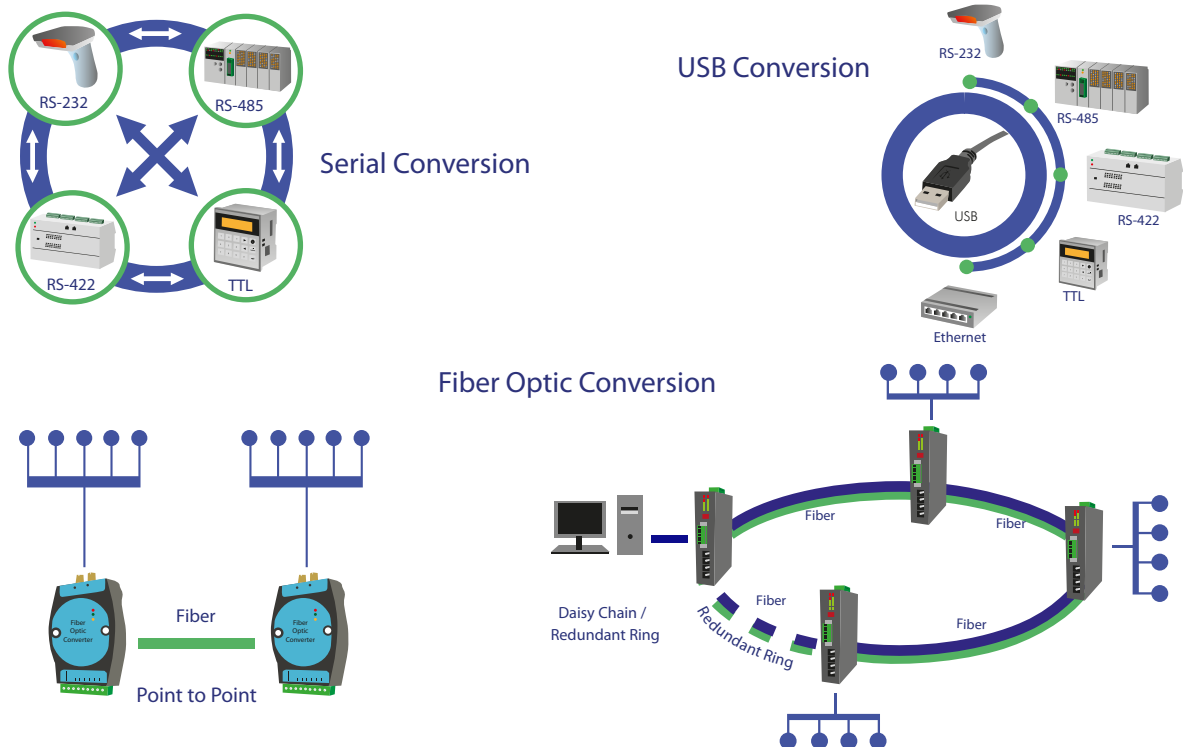 RS-232
RS-485
Serial Conversion
RS-422
TTL
USB Conversion
RS-232
RS-485
USB
RS-422
TTL
Ethernet
Fiber Optic Conversion
Fiber
Optic
Converter
Fiber
Fiber
Optic
Converter
Point to Point
Daisy Chain /
Redundant Ring
Fiber
Fiber
Fiber
Redundant Ring
Fiber